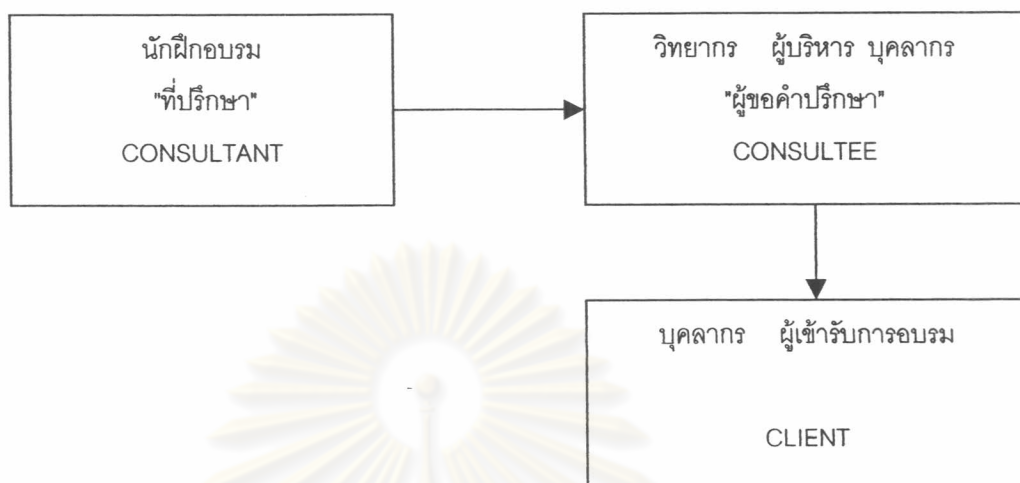 นักฝึกอบรม
"ที่ปรึกษา"
CONSULTANT
วิทยากร ผู้บริหาร บุคลากร
"ผู้ขอคำปรึกษา"
CONSULTEE
บุคลากร ผู้เข้ารับการอบรม
CLIENT